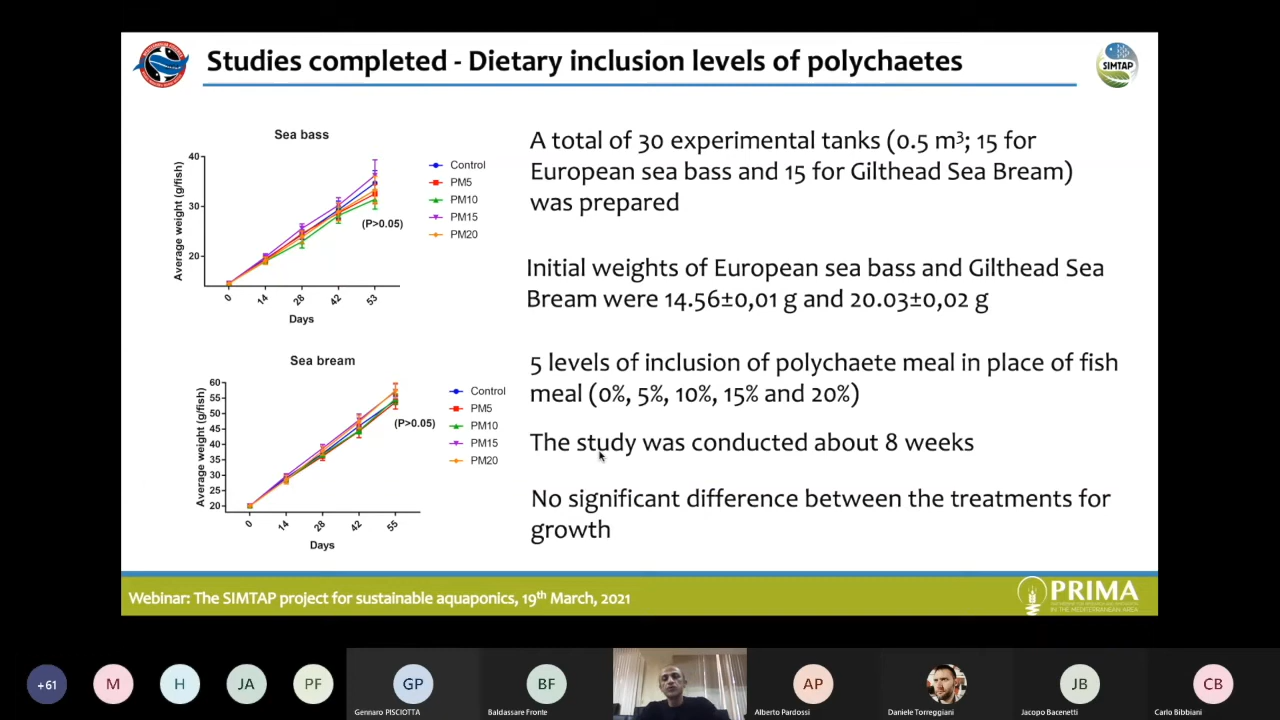 Studies completed - Dietary inclusion levels of polychaetes
SIMTAP
Sea bass
40
30
20
Average weight (g/fish)
0
14
28
42
53
Days
(P>0.05)
Control
PM5
PM10
PM15
PM20
Sea bream
60
55
50
45
40
35
30
25
20
Average weight (g/fish)
0
14
28
42
55
Days
(P>0.05)
Control
PM5
PM10
PM15
PM20
A total of 30 experimental tanks (0.5 m³; 15 for
European sea bass and 15 for Gilthead Sea Bream)
was prepared
Initial weights of European sea bass and Gilthead Sea
Bream were 14.56±0,01 g and 20.03±0,02 g
5 levels of inclusion of polychaete meal in place of fish
meal (0%, 5%, 10%, 15% and 20%)
The study was conducted about 8 weeks
No significant difference between the treatments for
growth
Webinar: The SIMTAP project for sustainable aquaponics, 19th March, 2021
PRIMA
IN THE MEDITERRANEAN AREA
+61
M
H
JA
PF
GP
BF
AP
JB
CB
Gennaro PISCIOTTA
Baldassare Fronte
Alberto Pardossi
Daniele Torreggiani
Jacopo Bacenetti
Carlo Bibbiani